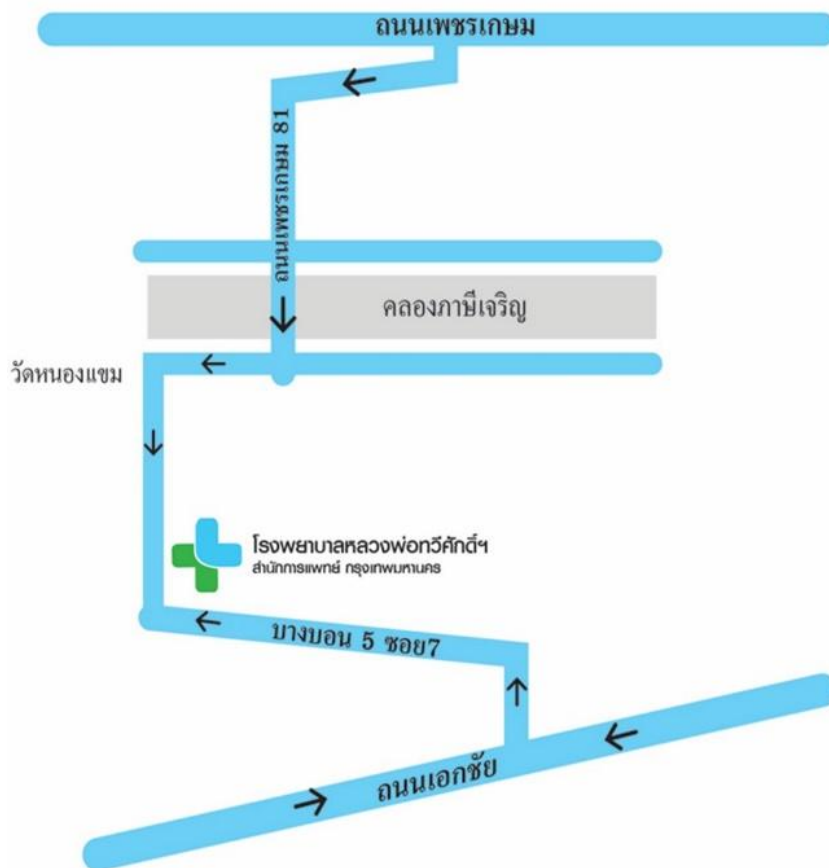 ถนนเพชรเกษม
ถนนเพชรเกษม 81
คลองภาษีเจริญ
วัดหนองแขม
โรงพยาบาลหลวงพ่อทวีศักดิ์ฯ
สำนักการแพทย์ กรุงเทพมหานคร
บางบอน 5 ซอย7
ถนนเอกชัย